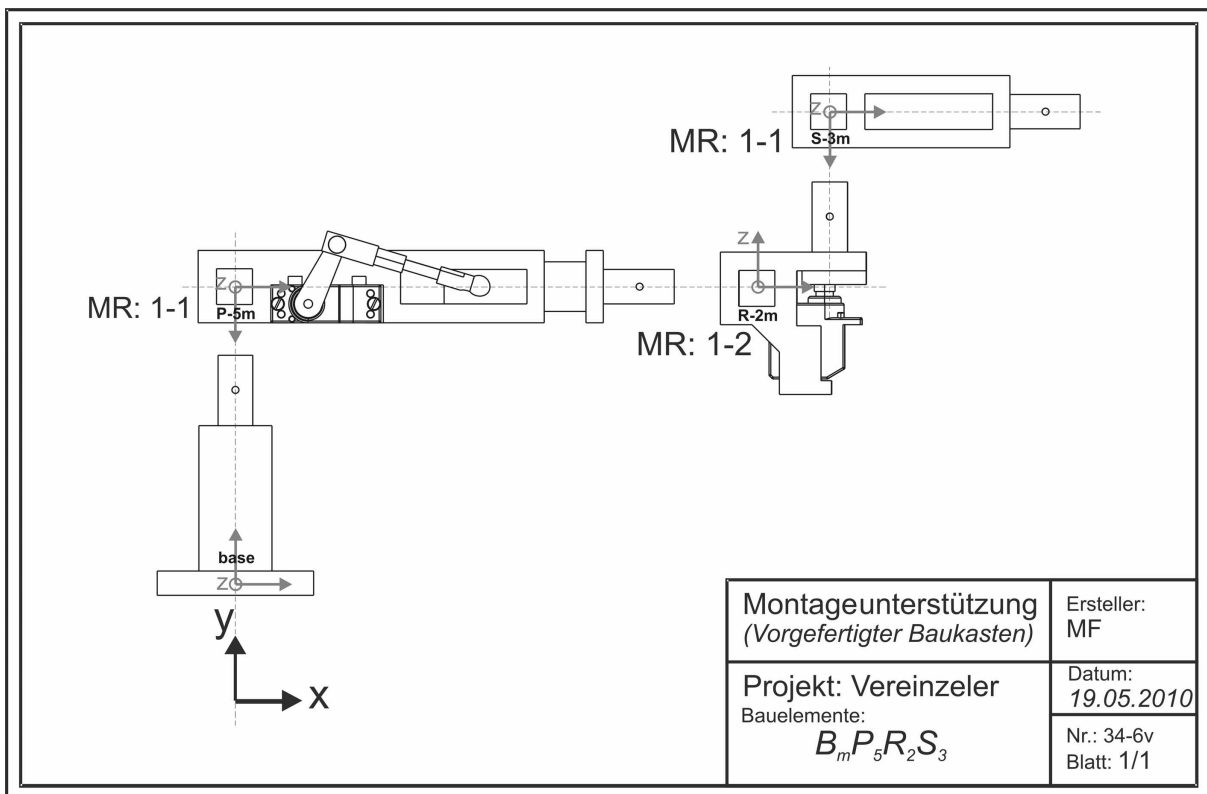 z
S-3m
MR: 1-1
z
z
MR: 1-1
P-5m
R-2m
MR: 1-2
base
z
y
x
Montageunterstützung
(Vorgefertigter Baukasten)
Ersteller:
MF
Projekt: Vereinzeler
Bauelemente:
BmP5R2S3
Datum:
19.05.2010
Nr.: 34-6v
Blatt: 1/1